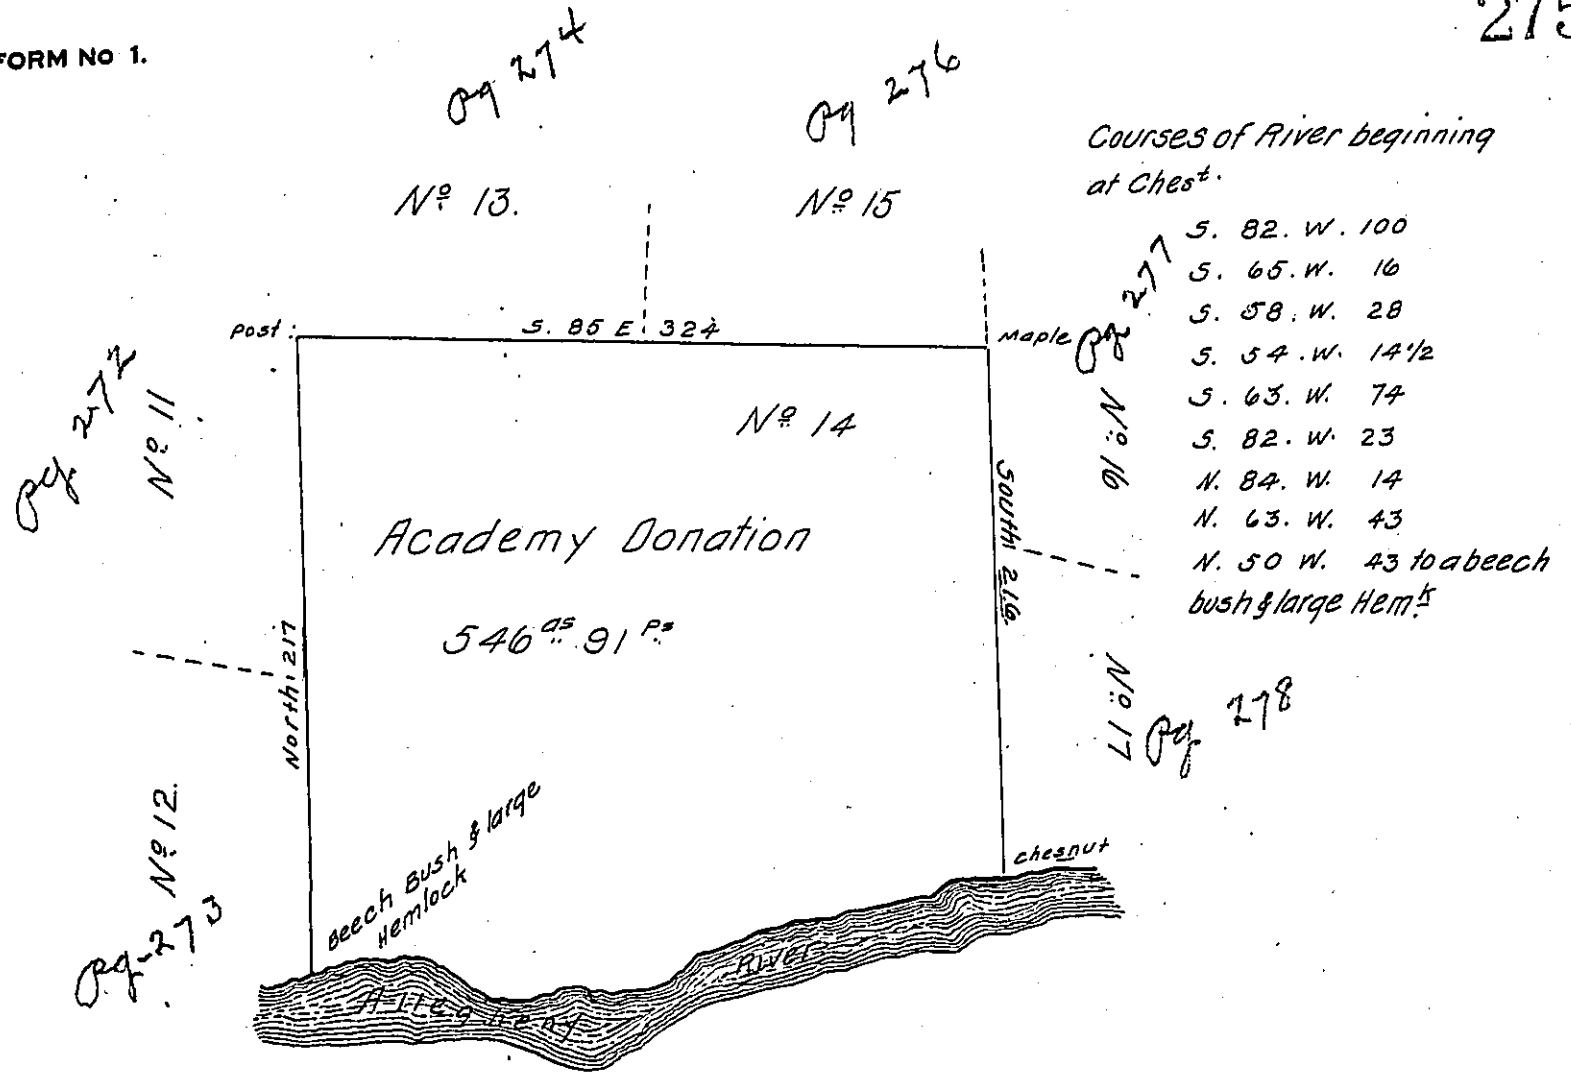 FORM No 1.
275
pg 274
pg 276
Courses of River beginning
at Chest.
S. 82. W. 100
S. 65. W. 16
S. 58. W. 28
S. 54. W. 14 1/2
S. 63. W. 74
S. 82. W. 23
N. 84. W. 14
N. 63. W. 43
N. 50 W. 43 to a beech
bush & large Hemk
Nº 13.
Nº 15
pg 277
Post
S. 85 E. 324
Maple
pg 272
Nº 11
Nº 14
Nº 16
Academy Donation
South 216
546 as 91 Ps
North 217
Nº 17
pg 278
Nº 12.
pg-273
Beech Bush & large
Hemlock
chesnut
Allegheny River